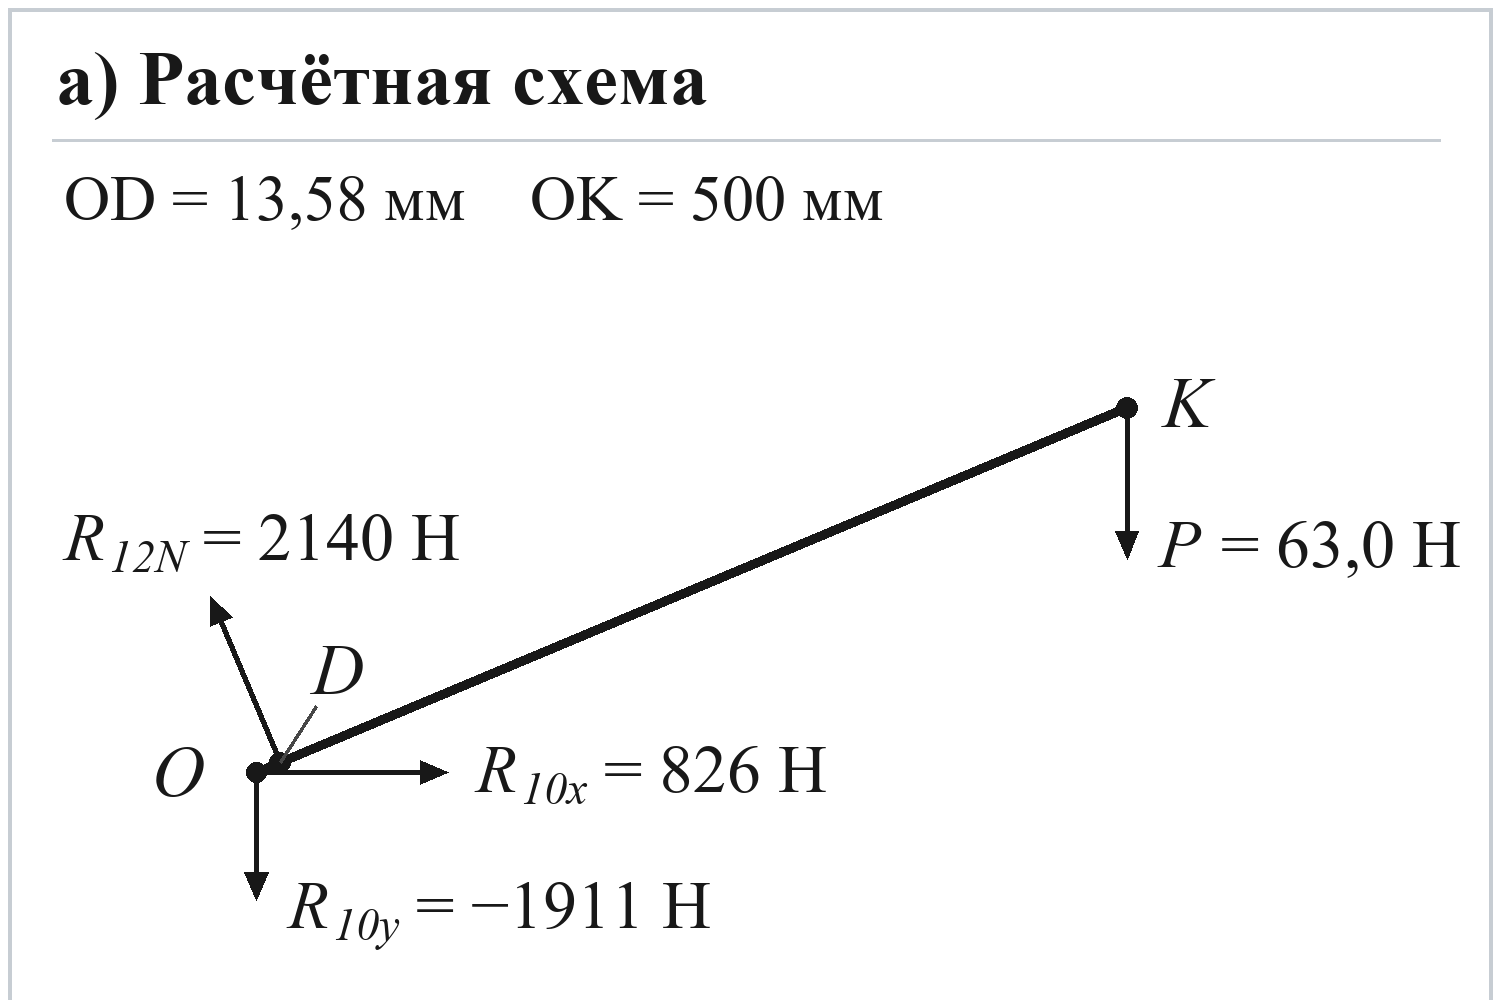 а) Расчётная схема
OD = 13,58 мм OK = 500 мм
K
R12N = 2140 Н
P = 63,0 Н
D
O
R10x = 826 Н
R10y = −1911 Н